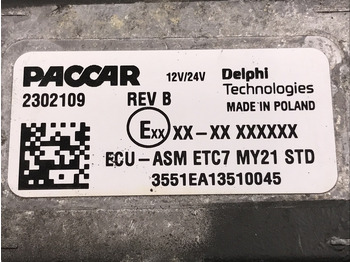 PACCAR 12V/24V Delphi
Technologies
2302109 REV B MADE IN POLAND
Exx XX-XX XXXXXX
ECU-ASM ETC7 MY21 STD
3551EA13510045